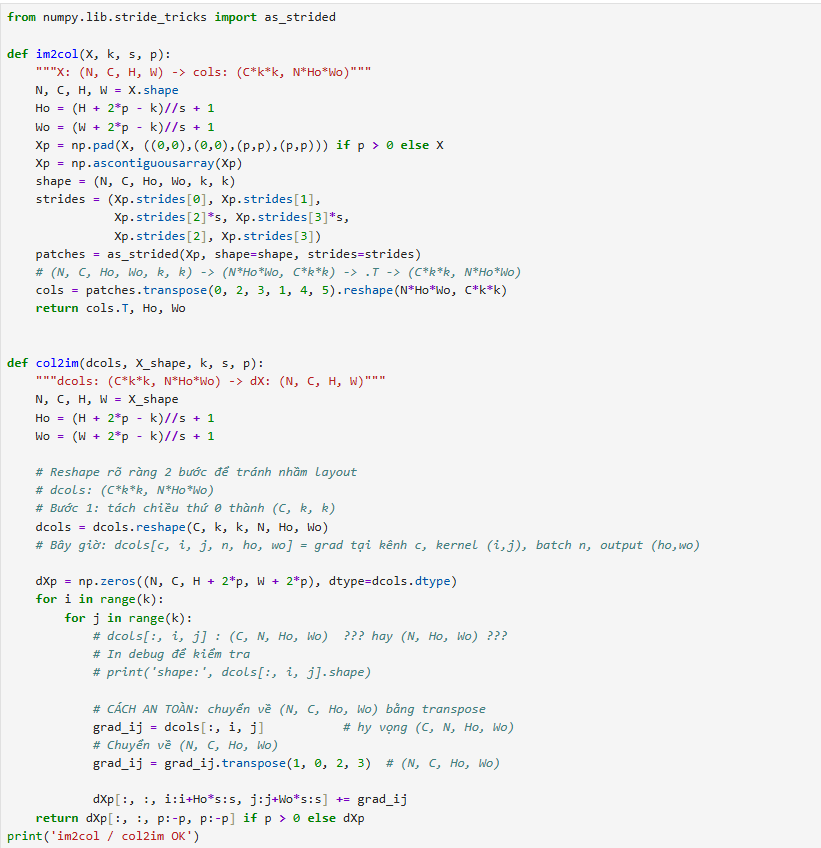 from numpy.lib.stride_tricks import as_strided

def im2col(X, k, s, p):
    """X: (N, C, H, W) -> cols: (C*k*k, N*Ho*Wo)"""
    N, C, H, W = X.shape
    Ho = (H + 2*p - k)//s + 1
    Wo = (W + 2*p - k)//s + 1
    Xp = np.pad(X, ((0,0),(0,0),(p,p),(p,p))) if p > 0 else X
    Xp = np.ascontiguousarray(Xp)
    shape = (N, C, Ho, Wo, k, k)
    strides = (Xp.strides[0], Xp.strides[1],
               Xp.strides[2]*s, Xp.strides[3]*s,
               Xp.strides[2], Xp.strides[3])
    patches = as_strided(Xp, shape=shape, strides=strides)
    # (N, C, Ho, Wo, k, k) -> (N*Ho*Wo, C*k*k) -> .T -> (C*k*k, N*Ho*Wo)
    cols = patches.transpose(0, 2, 3, 1, 4, 5).reshape(N*Ho*Wo, C*k*k)
    return cols.T, Ho, Wo


def col2im(dcols, X_shape, k, s, p):
    """dcols: (C*k*k, N*Ho*Wo) -> dX: (N, C, H, W)"""
    N, C, H, W = X_shape
    Ho = (H + 2*p - k)//s + 1
    Wo = (W + 2*p - k)//s + 1

    # Reshape rõ ràng 2 bước để tránh nhầm layout
    # dcols: (C*k*k, N*Ho*Wo)
    # Bước 1: tách chiều thứ 0 thành (C, k, k)
    dcols = dcols.reshape(C, k, k, N, Ho, Wo)
    # Bây giờ: dcols[c, i, j, n, ho, wo] = grad tại kênh c, kernel (i,j), batch n, output (ho,wo)

    dXp = np.zeros((N, C, H + 2*p, W + 2*p), dtype=dcols.dtype)
    for i in range(k):
        for j in range(k):
            # dcols[:, i, j] : (C, N, Ho, Wo)  ??? hay (N, Ho, Wo) ???
            # In debug để kiểm tra
            # print('shape:', dcols[:, i, j].shape)

            # CÁCH AN TOÀN: chuyển về (N, C, Ho, Wo) bằng transpose
            grad_ij = dcols[:, i, j]           # hy vọng (C, N, Ho, Wo)
            # Chuyển về (N, C, Ho, Wo)
            grad_ij = grad_ij.transpose(1, 0, 2, 3)  # (N, C, Ho, Wo)

            dXp[:, :, i:i+Ho*s:s, j:j+Wo*s:s] += grad_ij
    return dXp[:, :, p:-p, p:-p] if p > 0 else dXp
print('im2col / col2im OK')